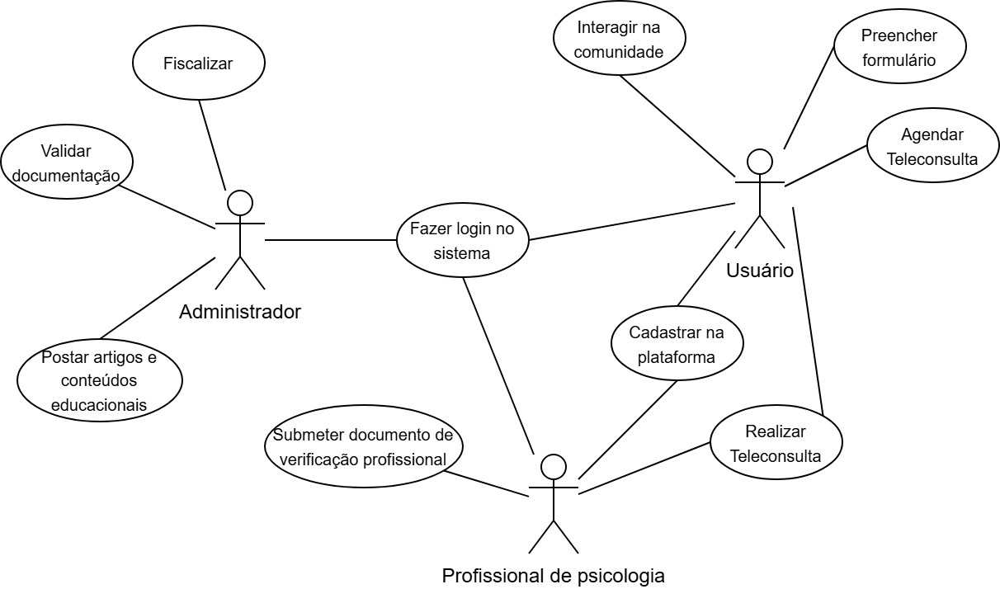 Interagir na
comunidade
Preencher
formulário
Fiscalizar
Validar
documentação
Agendar
Teleconsulta
Fazer login no
sistema
Usuário
Administrador
Cadastrar na
plataforma
Postar artigos e
conteúdos
educacionais
Submeter documento de
verificação profissional
Realizar
Teleconsulta
Profissional de psicologia